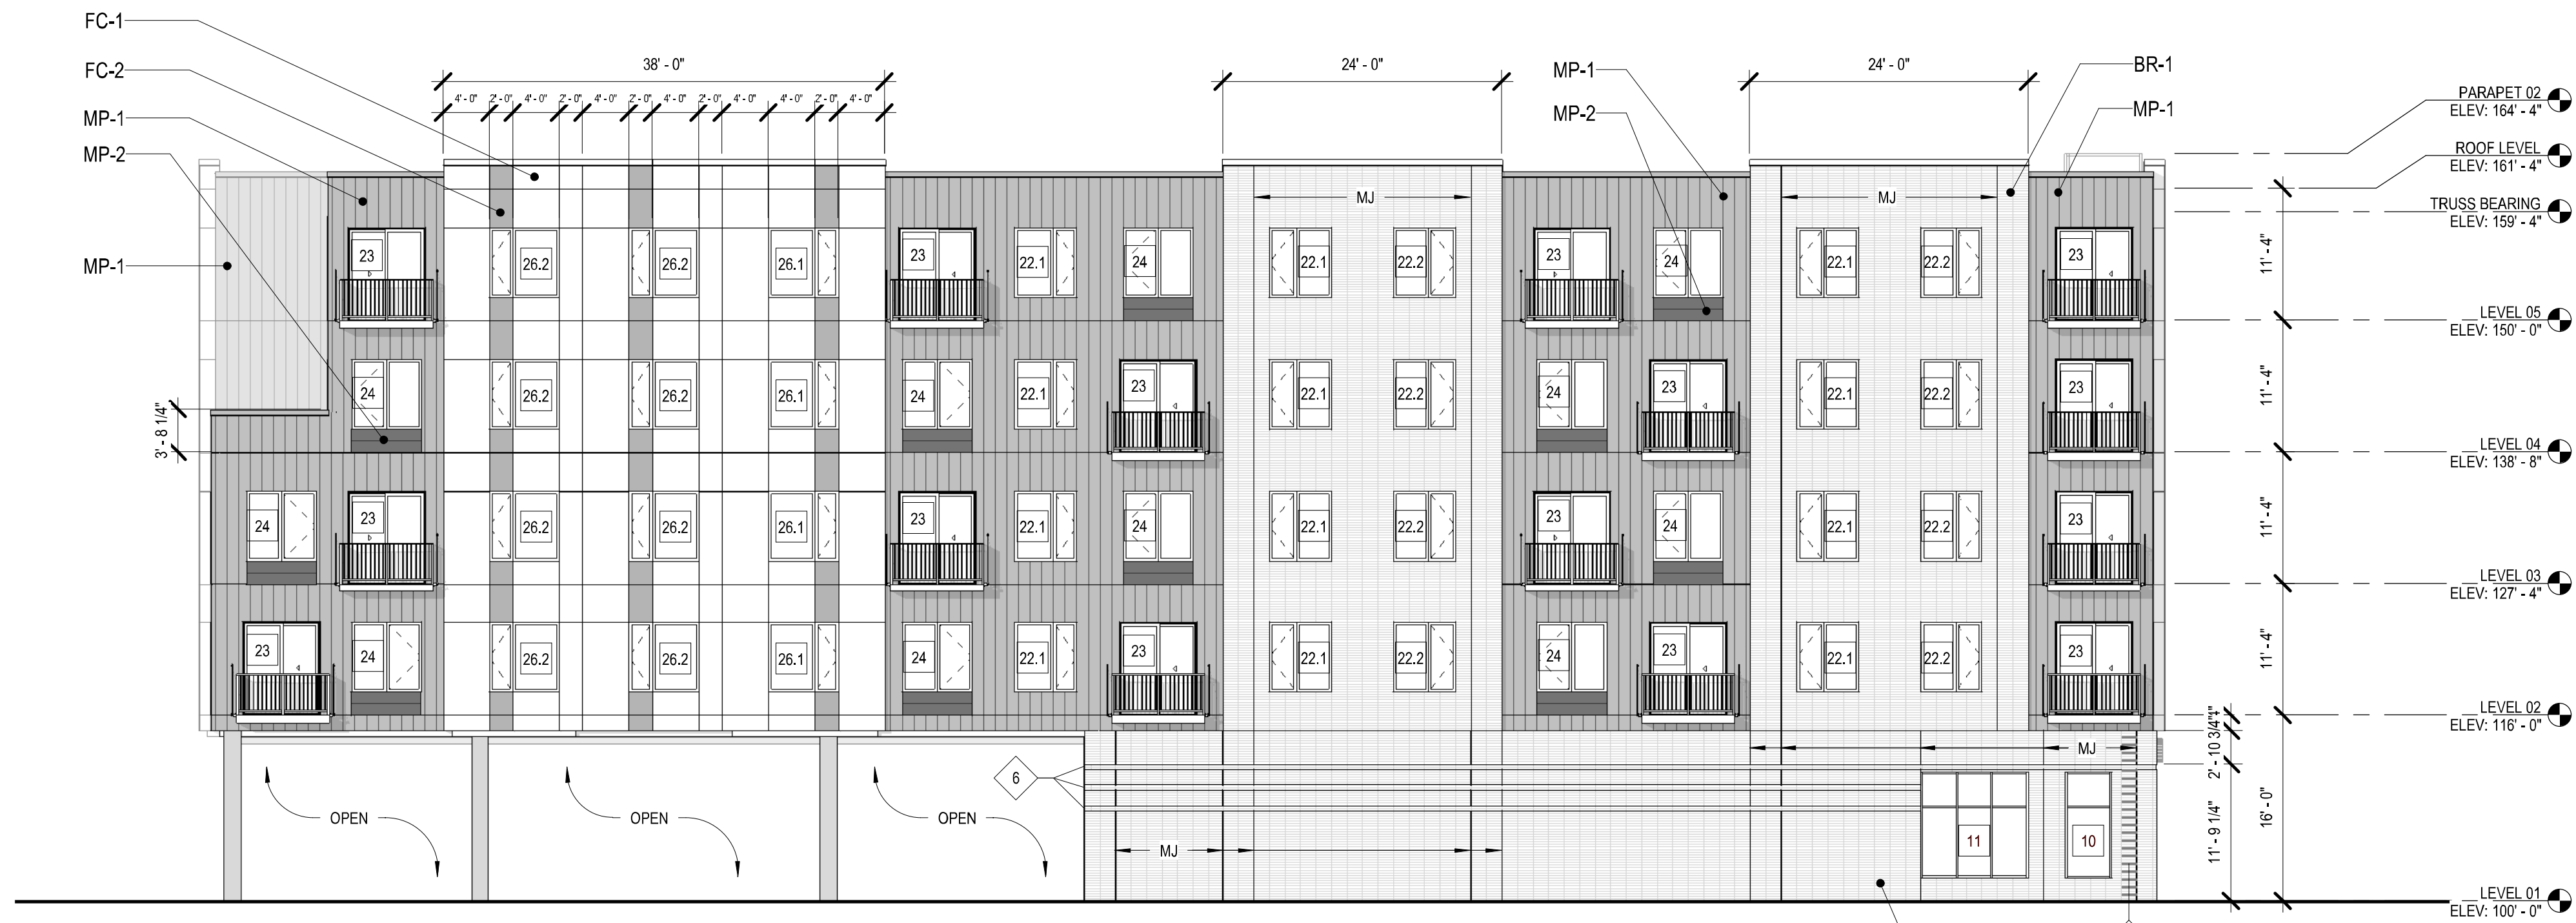 FC-1
FC-2
MP-1
MP-2
MP-1
38' - 0"
4' - 0" 2' - 0" 4' - 0" 2' - 0" 4' - 0" 2' - 0" 4' - 0" 2' - 0" 4' - 0" 4' - 0" 2' - 0" 4' - 0"
24' - 0"
MP-1
MP-2
24' - 0"
BR-1
MP-1
PARAPET 02
ELEV: 164' - 4"
ROOF LEVEL
ELEV: 161' - 4"
TRUSS BEARING
ELEV: 159' - 4"
LEVEL 05
ELEV: 150' - 0"
LEVEL 04
ELEV: 138' - 8"
LEVEL 03
ELEV: 127' - 4"
LEVEL 02
ELEV: 116' - 0"
LEVEL 01
ELEV: 100' - 0"
MJ MJ
23 26.2 26.2 26.1 23 22.1 24 22.1 22.2 23 24 22.1 22.2 23
24 26.2 26.2 26.1 24 22.1 23 22.1 22.2 24 23 22.1 22.2 23
24 23 26.2 26.2 26.1 23 22.1 24 22.1 22.2 23 24 22.1 22.2 23
23 24 26.2 26.2 26.1 24 22.1 23 22.1 22.2 24 23 22.1 22.2 23
3' - 8 1/4"
11' - 4"
11' - 4"
11' - 4"
11' - 4"
2' - 10 3/4"
11' - 9 1/4"
16' - 0"
MJ
6
OPEN OPEN OPEN
MJ
11 10